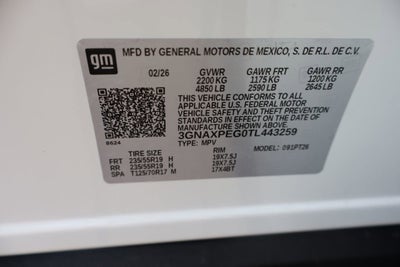 gm
MFD BY GENERAL MOTORS DE MEXICO, S. DE R.L. DE C.V.
02/26 GVWR GAWR FRT GAWR RR
2200 KG 1175 KG 1200 KG
4850 LB 2590 LB 2645 LB
THIS VEHICLE CONFORMS TO ALL
APPLICABLE U.S. FEDERAL MOTOR
VEHICLE SAFETY AND THEFT PREVENTION
STANDARDS IN EFFECT ON THE DATE OF
MANUFACTURE SHOWN ABOVE.
3GNAXPEG0TL443259
8624 TYPE: MPV MODEL: 091PT26
TIRE SIZE RIM
FRT 235/55R19 H 19X7.5J
RR 235/55R19 H 19X7.5J
SPA T125/70R17 M 17X4BT